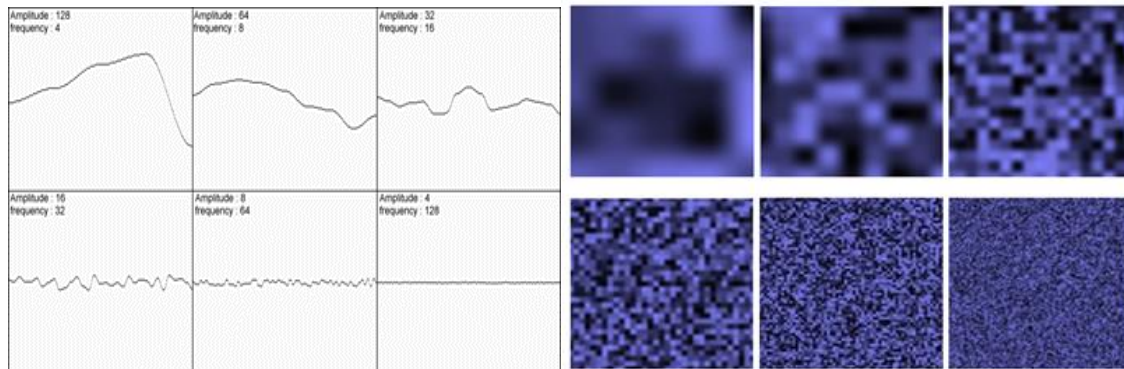 Amplitude : 128
frequency : 4
Amplitude : 64
frequency : 8
Amplitude : 32
frequency : 16
Amplitude : 16
frequency : 32
Amplitude : 8
frequency : 64
Amplitude : 4
frequency : 128